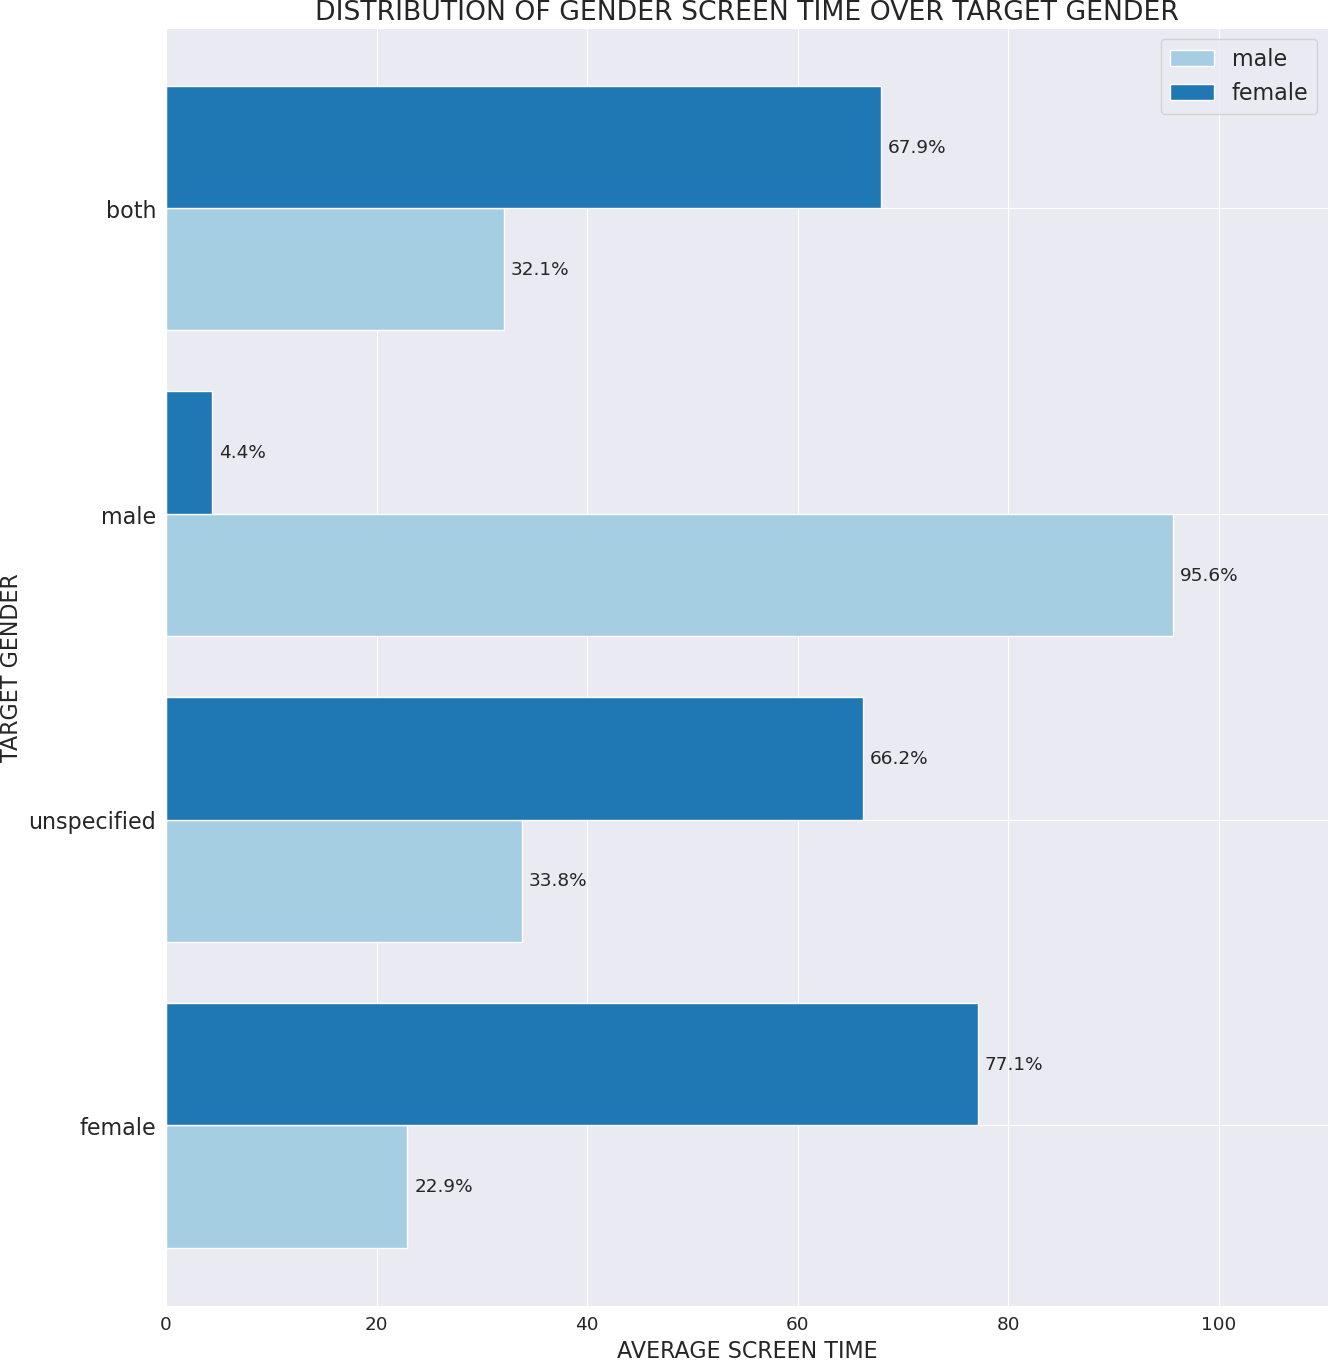 DISTRIBUTION OF GENDER SCREEN TIME OVER TARGET GENDER
male
female
67.9%
both
32.1%
4.4%
male
95.6%
TARGET GENDER
66.2%
unspecified
33.8%
77.1%
female
22.9%
0 20 40 60 80 100
AVERAGE SCREEN TIME